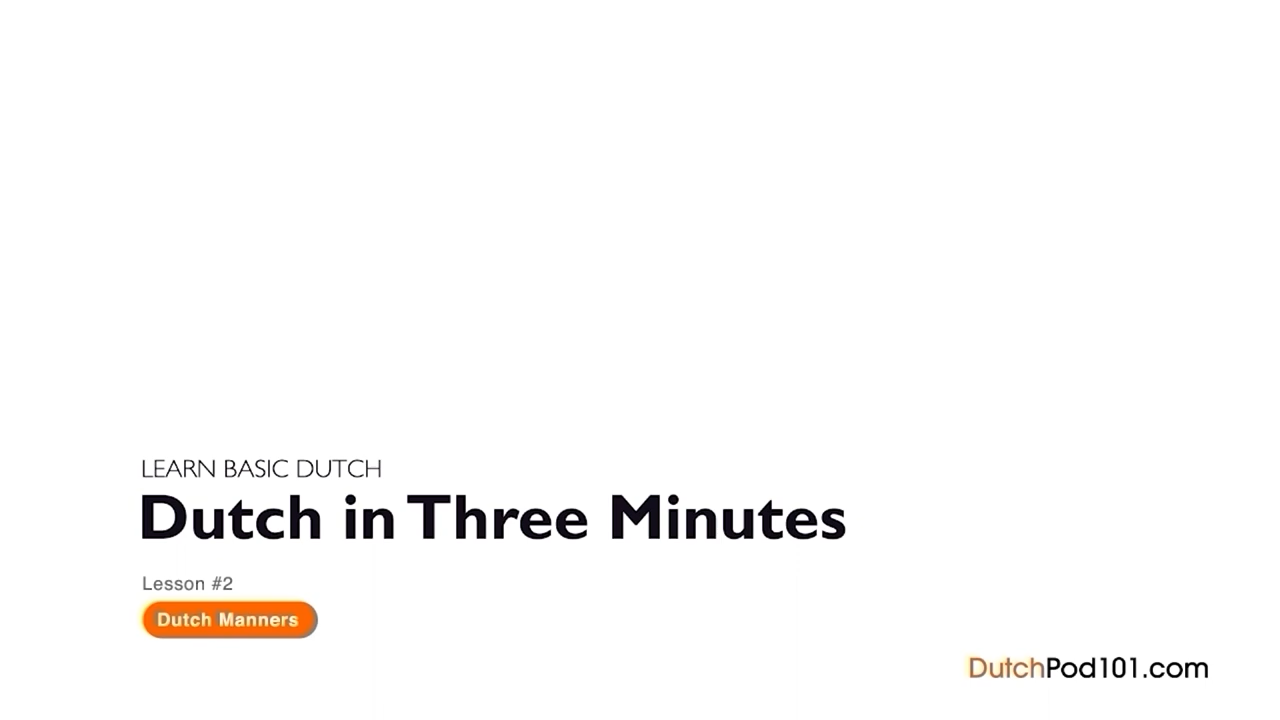 LEARN BASIC DUTCH
Dutch in Three Minutes
Lesson #2
Dutch Manners
DutchPod101.com